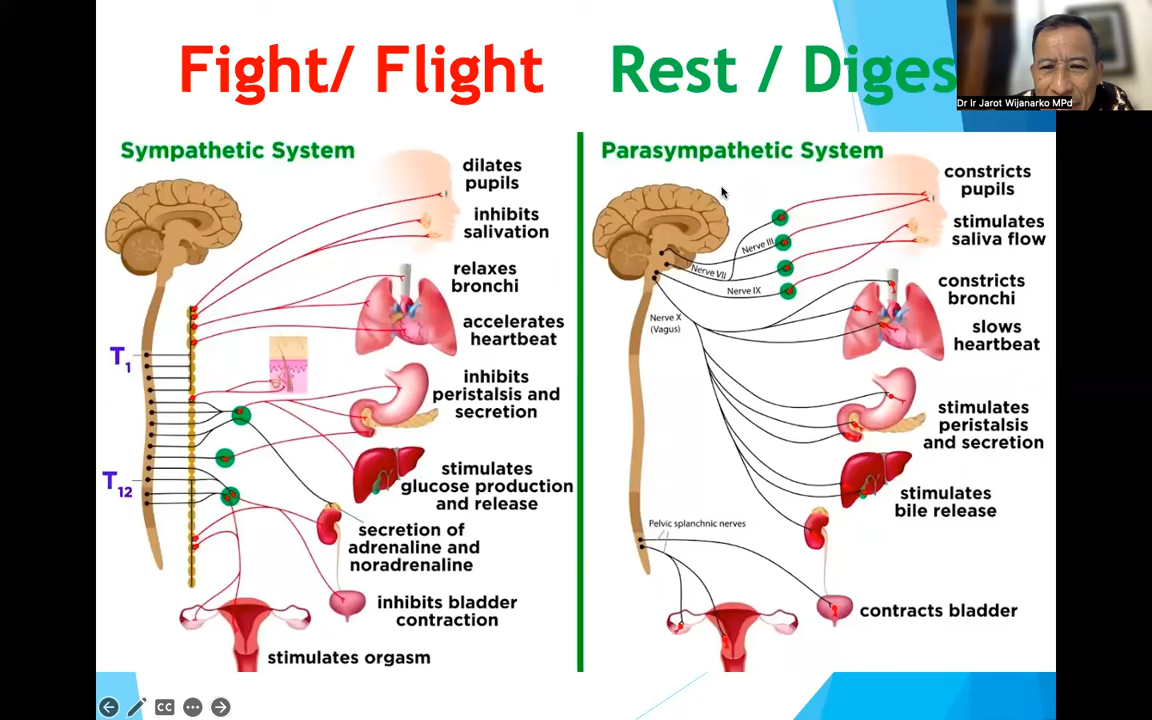 Fight/ Flight
Rest / Diges
Dr Ir Jarot Wijanarko MPd
Sympathetic System
dilates
pupils
inhibits
salivation
relaxes
bronchi
accelerates
heartbeat
T1
inhibits
peristalsis and
secretion
T12
stimulates
glucose production
and release
secretion of
adrenaline and
noradrenaline
inhibits bladder
contraction
stimulates orgasm
Parasympathetic System
constricts
pupils
stimulates
saliva flow
Nerve III
Nerve VII
Nerve IX
Nerve X
(Vagus)
constricts
bronchi
slows
heartbeat
stimulates
peristalsis
and secretion
stimulates
bile release
Pelvic splanchnic nerves
contracts bladder
CC